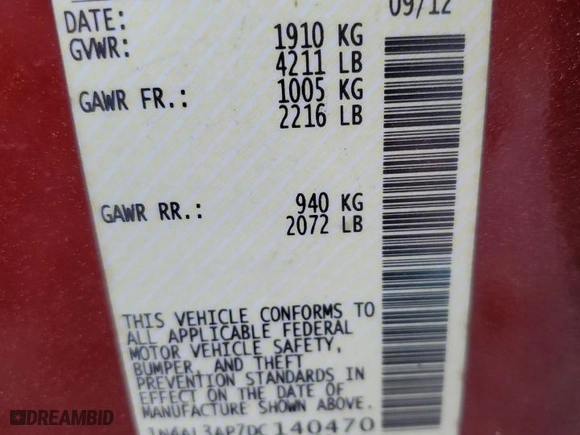 DATE: 09/12
GVWR: 1910 KG
4211 LB
GAWR FR.: 1005 KG
2216 LB
GAWR RR.: 940 KG
2072 LB
THIS VEHICLE CONFORMS TO
ALL APPLICABLE FEDERAL
MOTOR VEHICLE SAFETY,
BUMPER, AND THEFT
PREVENTION STANDARDS IN
EFFECT ON THE DATE OF
MANUFACTURE SHOWN ABOVE.
1N4AL3AP7DC140470
DREAMBID